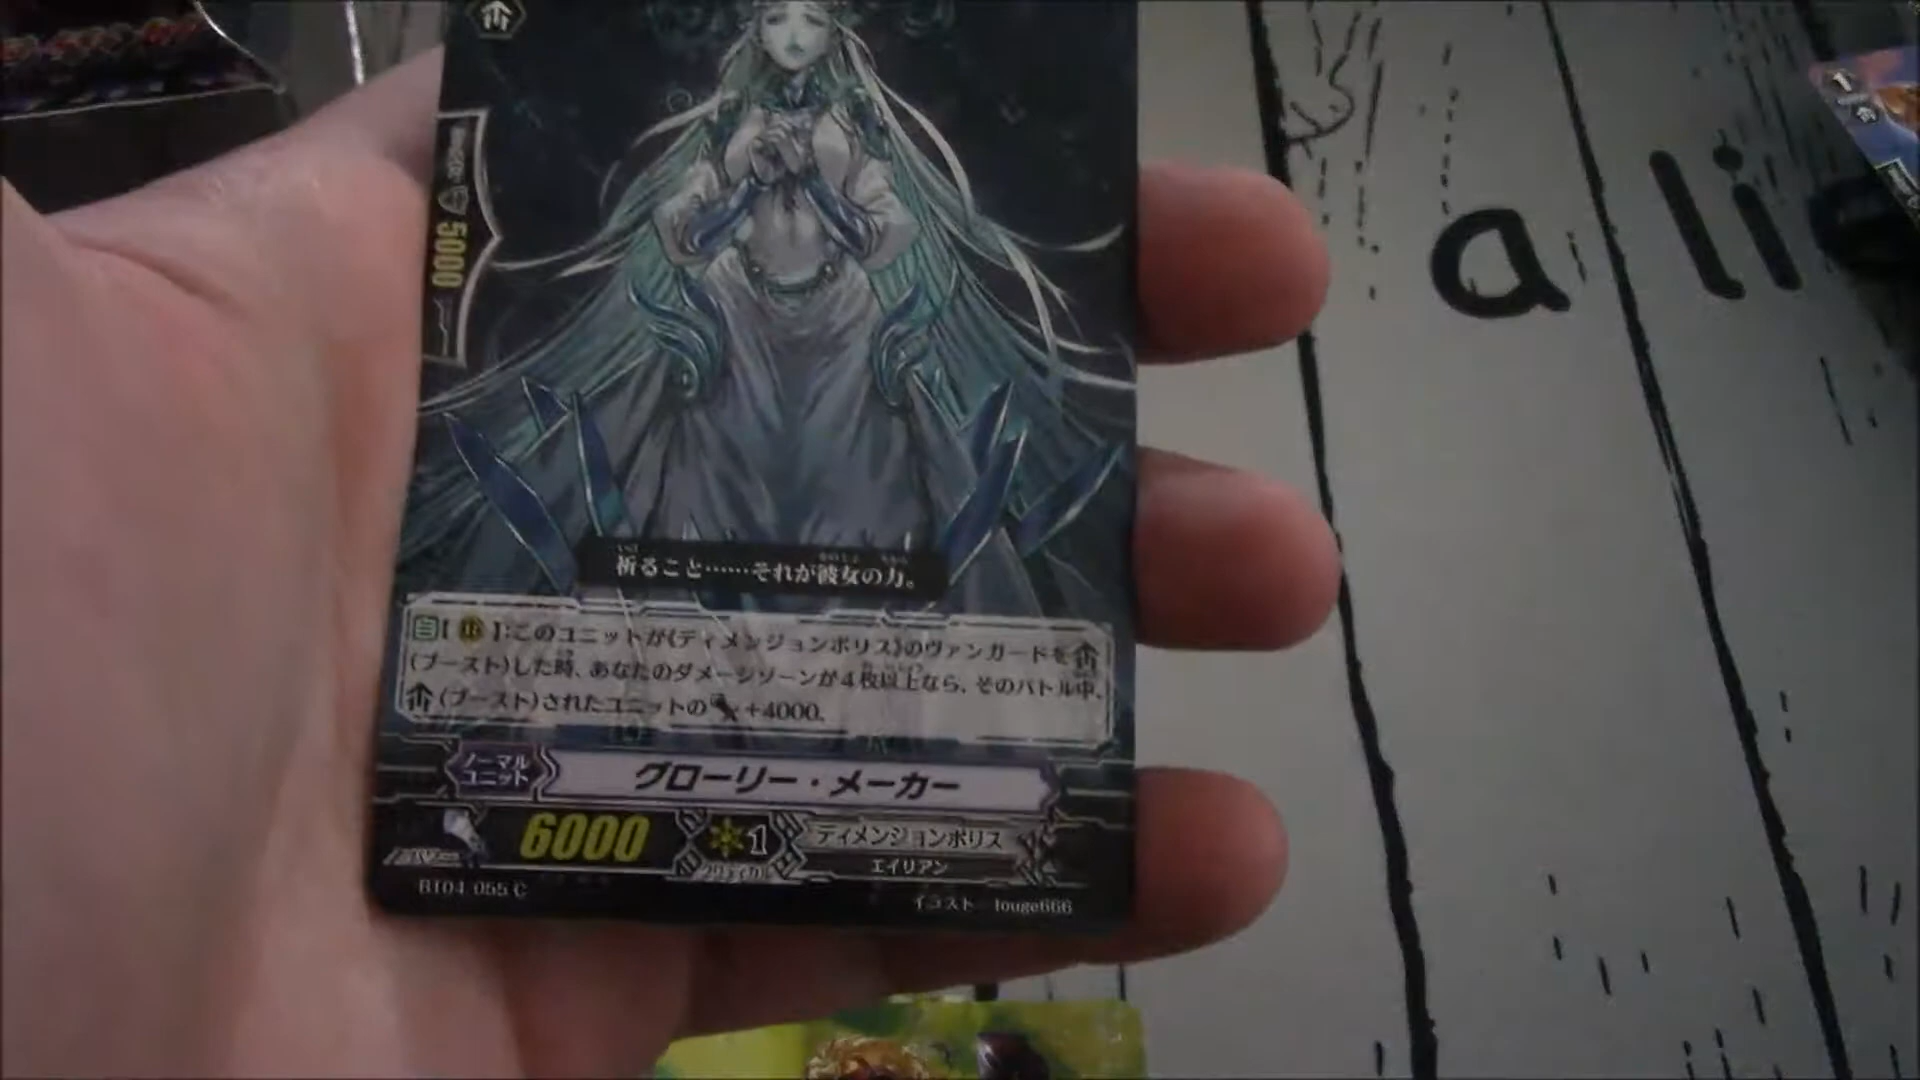 5000
a li
1
祈ること……それが彼女の力。
自【 】:このユニットが《ディメンジョンポリス》のヴァンガードを
(ブースト)した時、あなたのダメージゾーンが4枚以上なら、そのバトル中、
(ブースト)されたユニットの +4000。
ノーマル
ユニット
グローリー・メーカー
6000
1
ディメンジョンポリス
エイリアン
BT04 055 C
イラスト touge666